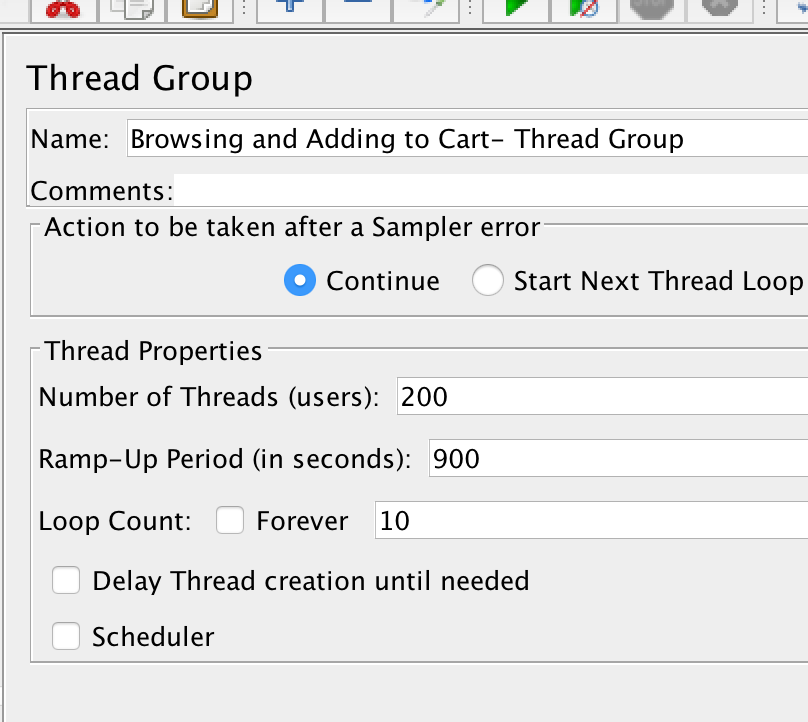 Thread Group
Name: Browsing and Adding to Cart– Thread Group
Comments:
Action to be taken after a Sampler error
Continue Start Next Thread Loop
Thread Properties
Number of Threads (users): 200
Ramp–Up Period (in seconds): 900
Loop Count: Forever 10
Delay Thread creation until needed
Scheduler